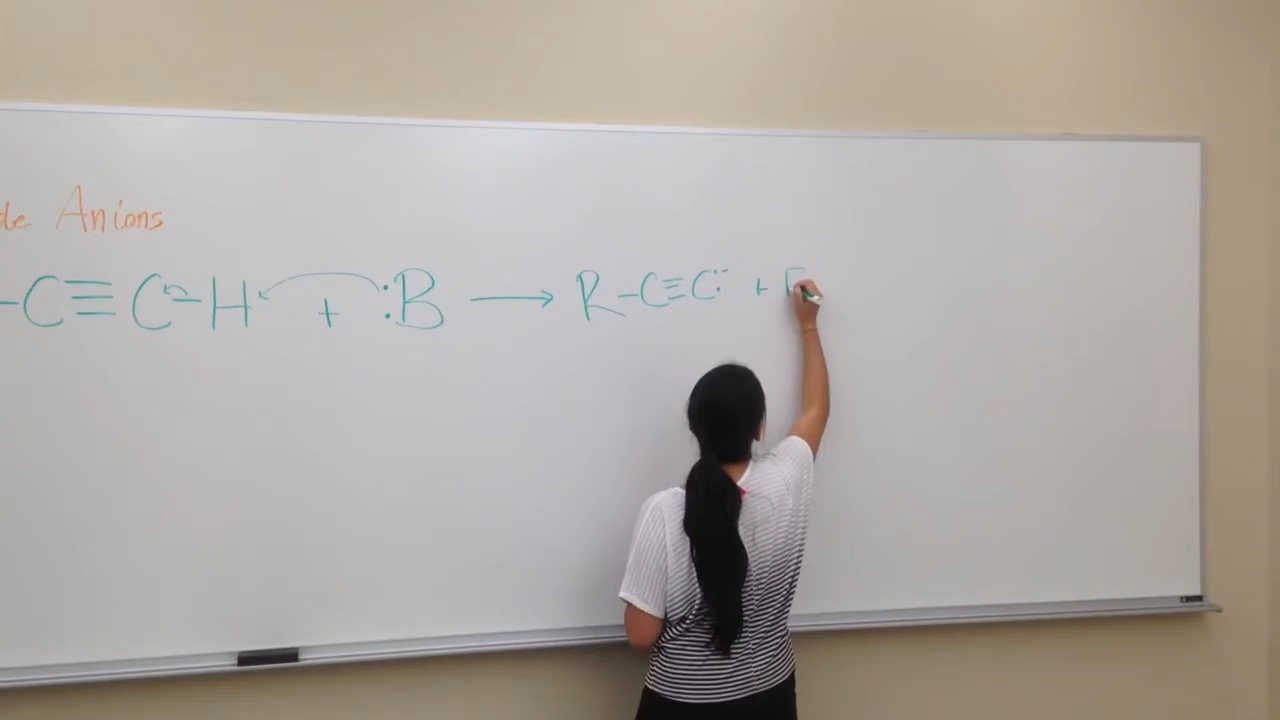 de Anions
-C≡C-H + :B → R-C≡C: +